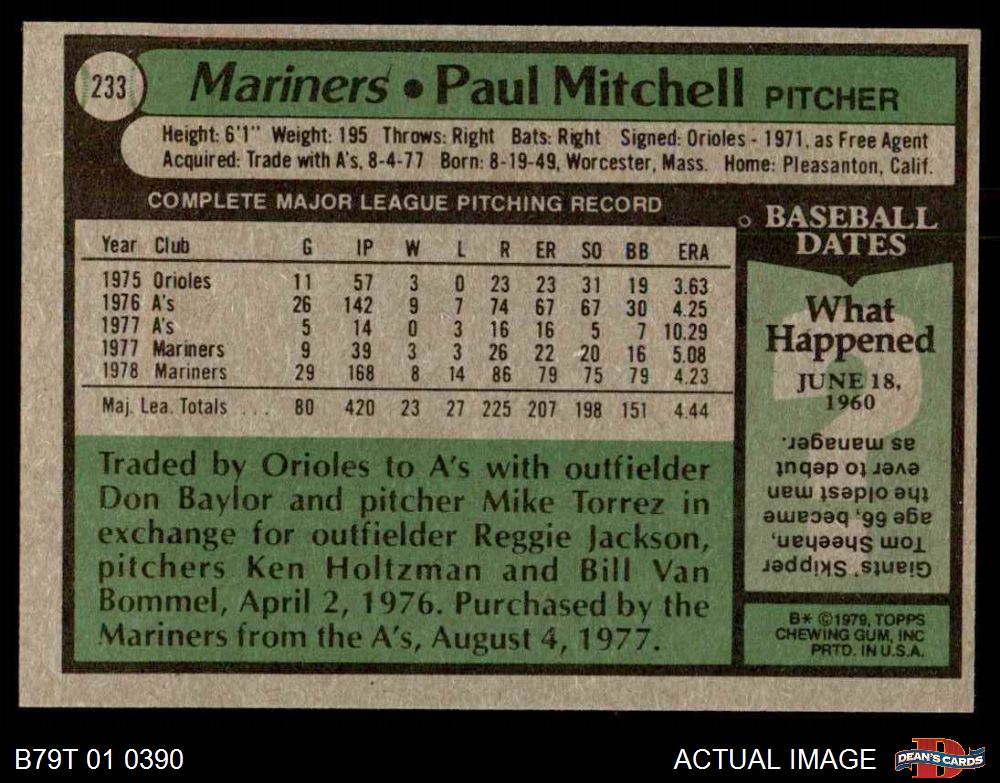 233 Mariners • Paul Mitchell PITCHER
Height: 6'1" Weight: 195 Throws: Right Bats: Right Signed: Orioles - 1971, as Free Agent
Acquired: Trade with A's, 8-4-77 Born: 8-19-49, Worcester, Mass. Home: Pleasanton, Calif.
COMPLETE MAJOR LEAGUE PITCHING RECORD
Year Club G IP W L R ER SO BB ERA
1975 Orioles 11 57 3 0 23 23 31 19 3.63
1976 A's 26 142 9 7 74 67 67 30 4.25
1977 A's 5 14 0 3 16 16 5 7 10.29
1977 Mariners 9 39 3 3 26 22 20 16 5.08
1978 Mariners 29 168 8 14 86 79 75 79 4.23
Maj. Lea. Totals ... 80 420 23 27 225 207 198 151 4.44
Traded by Orioles to A's with outfielder
Don Baylor and pitcher Mike Torrez in
exchange for outfielder Reggie Jackson,
pitchers Ken Holtzman and Bill Van
Bommel, April 2, 1976. Purchased by the
Mariners from the A's, August 4, 1977.
BASEBALL
DATES
What
Happened
JUNE 18,
1960
Giants' Skipper
Tom Sheehan,
age 66, became
the oldest man
ever to debut
as manager.
B* ©1979, TOPPS
CHEWING GUM, INC
PRTD. IN U.S.A.
B79T 01 0390
ACTUAL IMAGE
DEAN'S CARDS